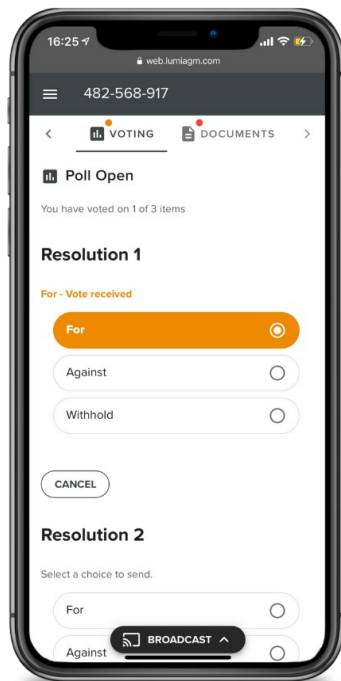 16:25
web.lumiagm.com
482-568-917
VOTING
DOCUMENTS
Poll Open
You have voted on 1 of 3 items
Resolution 1
For - Vote received
For
Against
Withhold
CANCEL
Resolution 2
Select a choice to send.
For
BROADCAST
Against